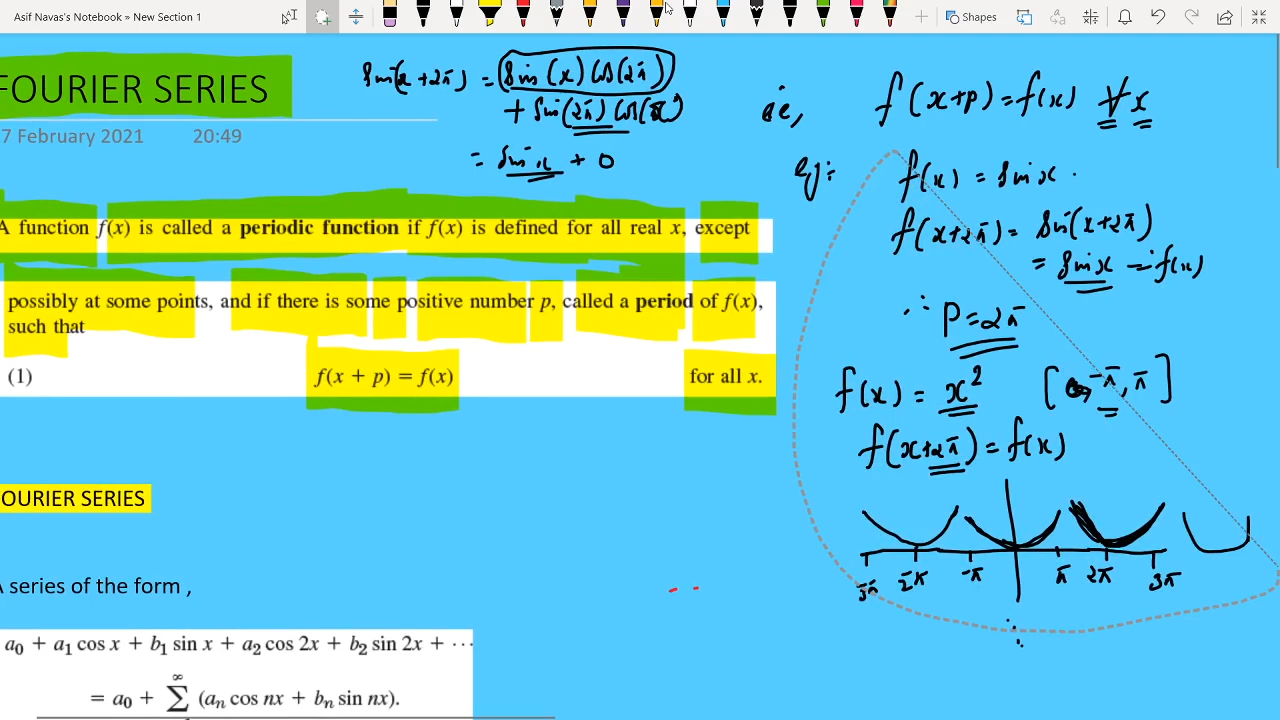 Asif Navas's Notebook » New Section 1
Shapes
FOURIER SERIES
7 February 2021 20:49
sin(x+2π) = sin(x) cos(2π)
+ sin(2π) cos(x)
= sin x + 0
A function f(x) is called a periodic function if f(x) is defined for all real x, except
possibly at some points, and if there is some positive number p, called a period of f(x),
such that
(1) f(x + p) = f(x) for all x.
OURIER SERIES
A series of the form ,
a₀ + a₁ cos x + b₁ sin x + a₂ cos 2x + b₂ sin 2x + ⋯
∞
= a₀ + ∑ (aₙ cos nx + bₙ sin nx).
ie, f(x+p)=f(x) ∀ x
eg: f(x) = sin x.
f(x+2π) = sin(x+2π)
= sin x = f(x)
∴ P=2π
f(x) = x² [-π, π]
f(x+2π) = f(x)
-3π -2π -π π 2π 3π